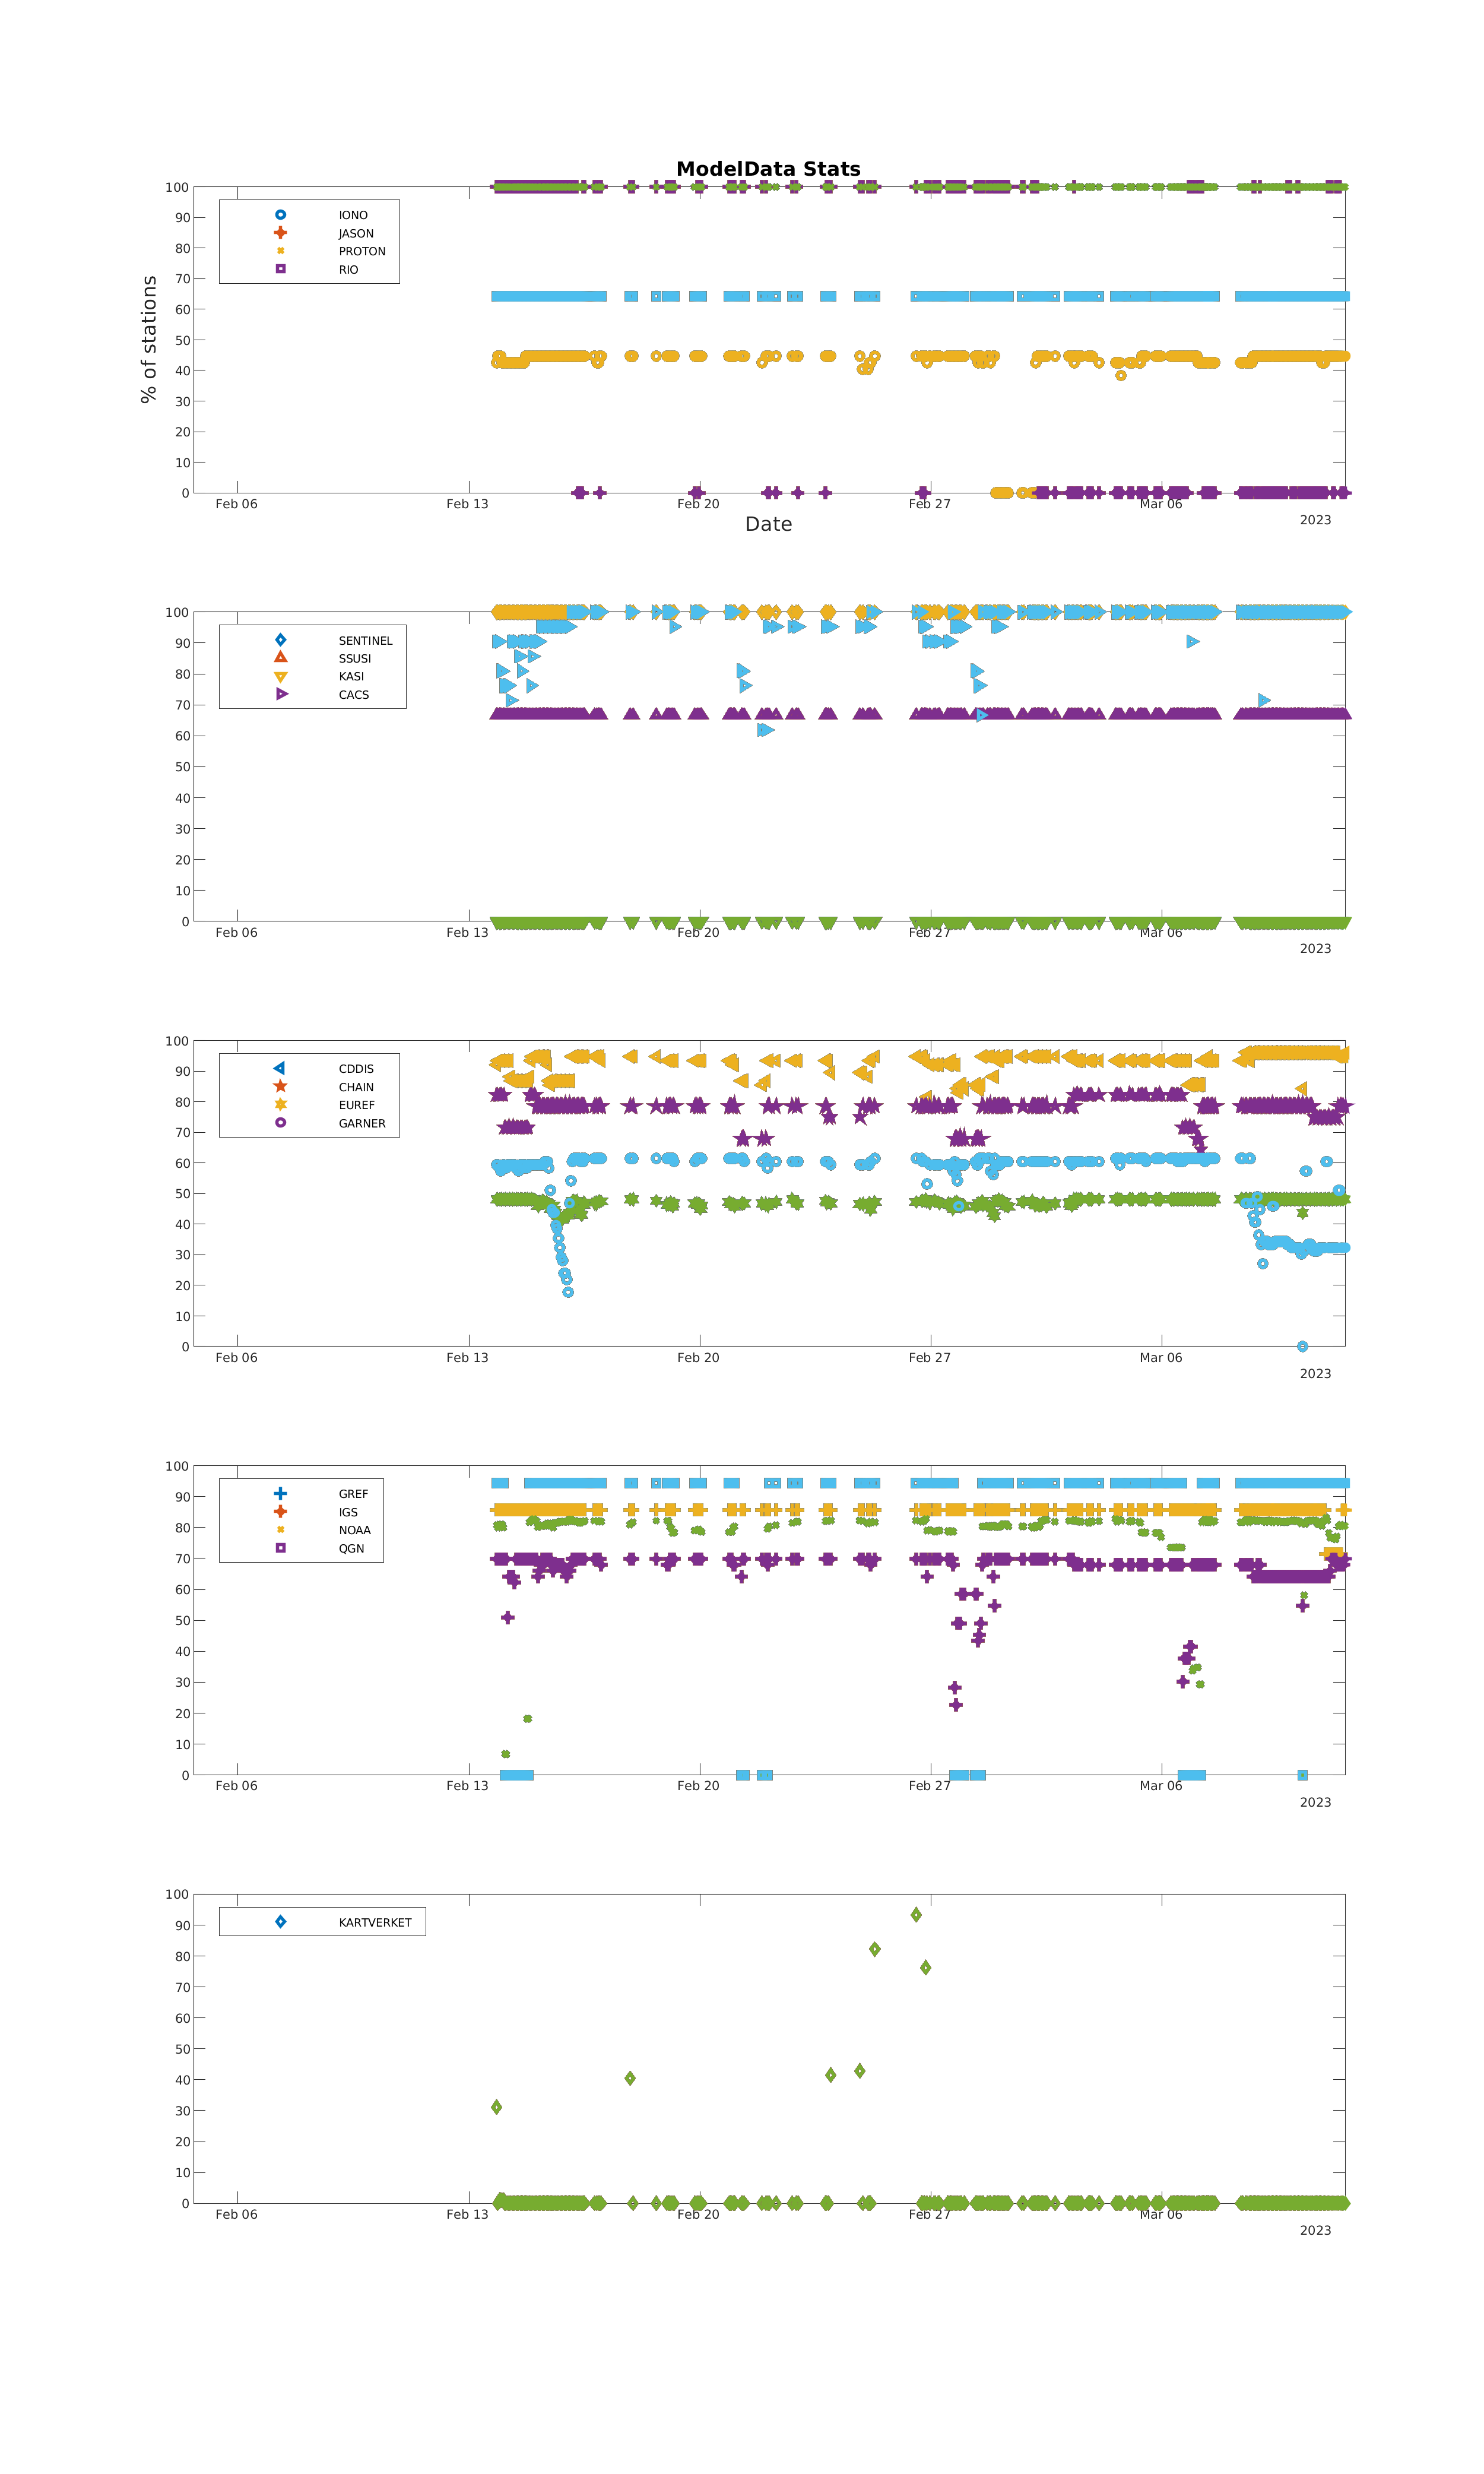 ModelData Stats
100
90
80
70
60
50
40
30
20
10
0
% of stations
IONO
JASON
PROTON
RIO
Feb 06
Feb 13
Feb 20
Feb 27
Mar 06
2023
Date
100
90
80
70
60
50
40
30
20
10
0
SENTINEL
SSUSI
KASI
CACS
Feb 06
Feb 13
Feb 20
Feb 27
Mar 06
2023
100
90
80
70
60
50
40
30
20
10
0
CDDIS
CHAIN
EUREF
GARNER
Feb 06
Feb 13
Feb 20
Feb 27
Mar 06
2023
100
90
80
70
60
50
40
30
20
10
0
GREF
IGS
NOAA
QGN
Feb 06
Feb 13
Feb 20
Feb 27
Mar 06
2023
100
90
80
70
60
50
40
30
20
10
0
KARTVERKET
Feb 06
Feb 13
Feb 20
Feb 27
Mar 06
2023